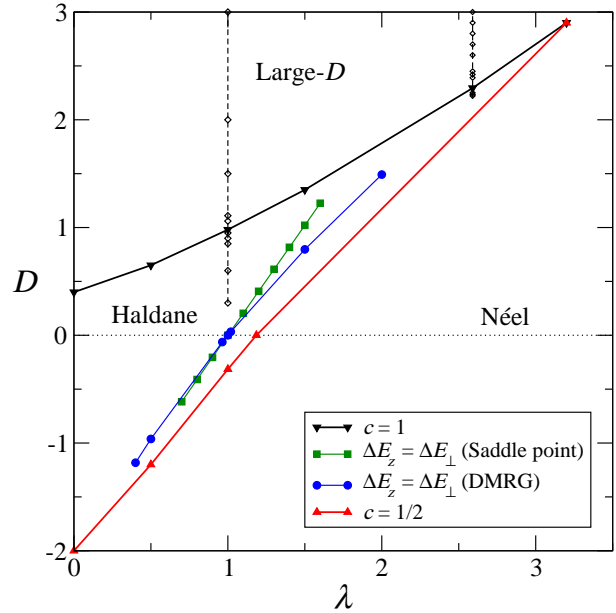 3
Large-D
2
1
D
Haldane
Néel
0
c = 1
ΔE_z = ΔE_⊥ (Saddle point)
-1
ΔE_z = ΔE_⊥ (DMRG)
c = 1/2
-2
0 1 2 3
λ